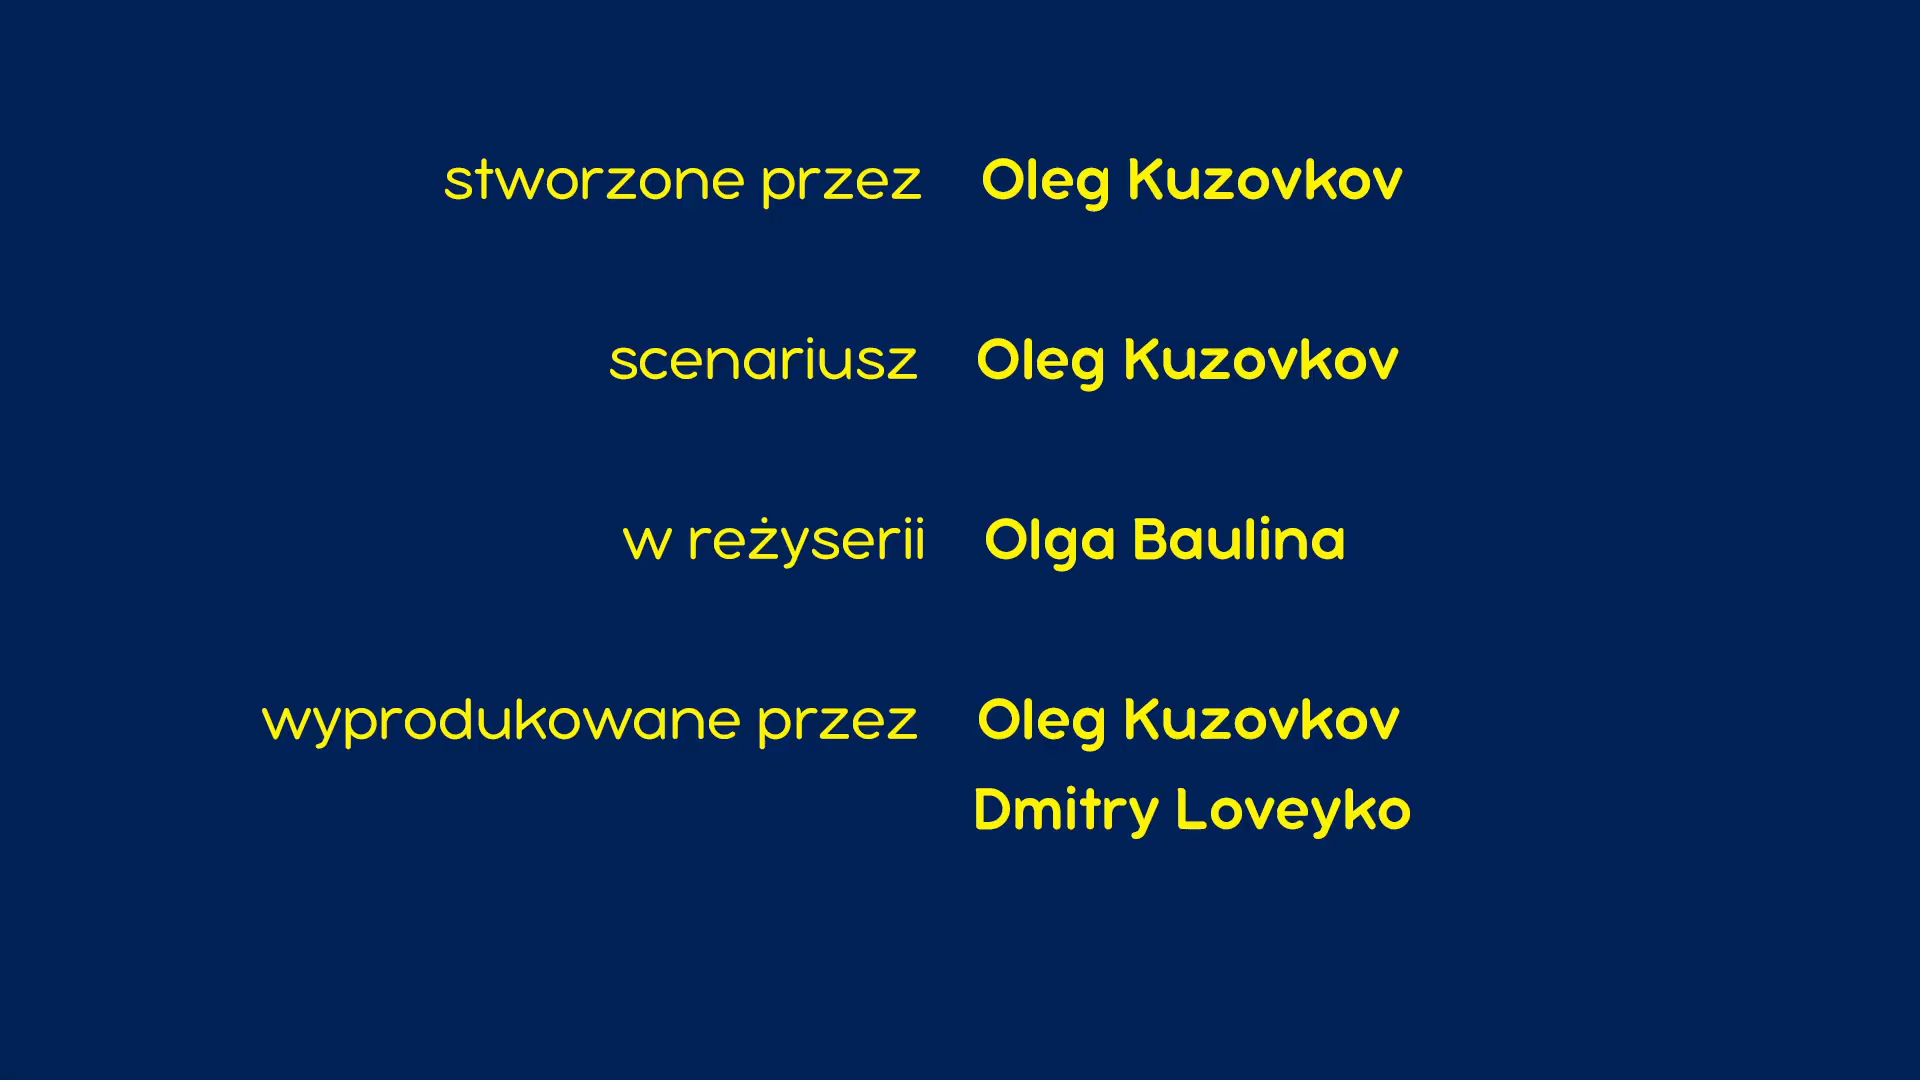 stworzone przez Oleg Kuzovkov
scenariusz Oleg Kuzovkov
w reżyserii Olga Baulina
wyprodukowane przez Oleg Kuzovkov
Dmitry Loveyko